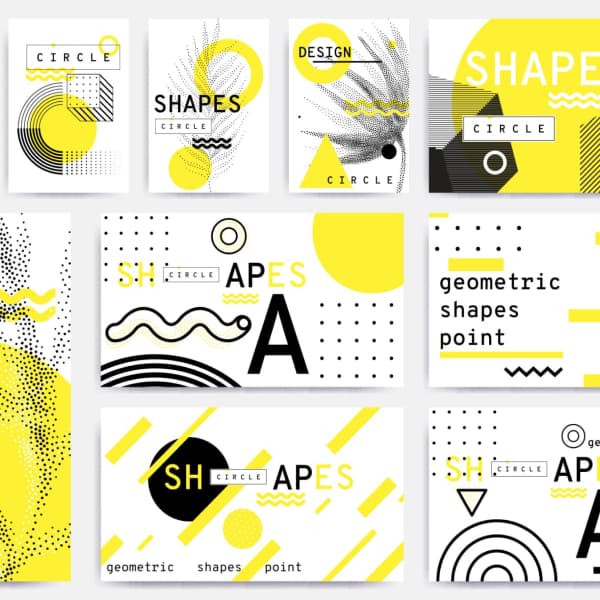 CIRCLE
SHAPES
CIRCLE
DESIGN
CIRCLE
SHAPE
CIRCLE
SH CIRCLE APES
A
geometric
shapes
point
SH CIRCLE APES
geometric shapes point
ge
SH CIRCLE AP